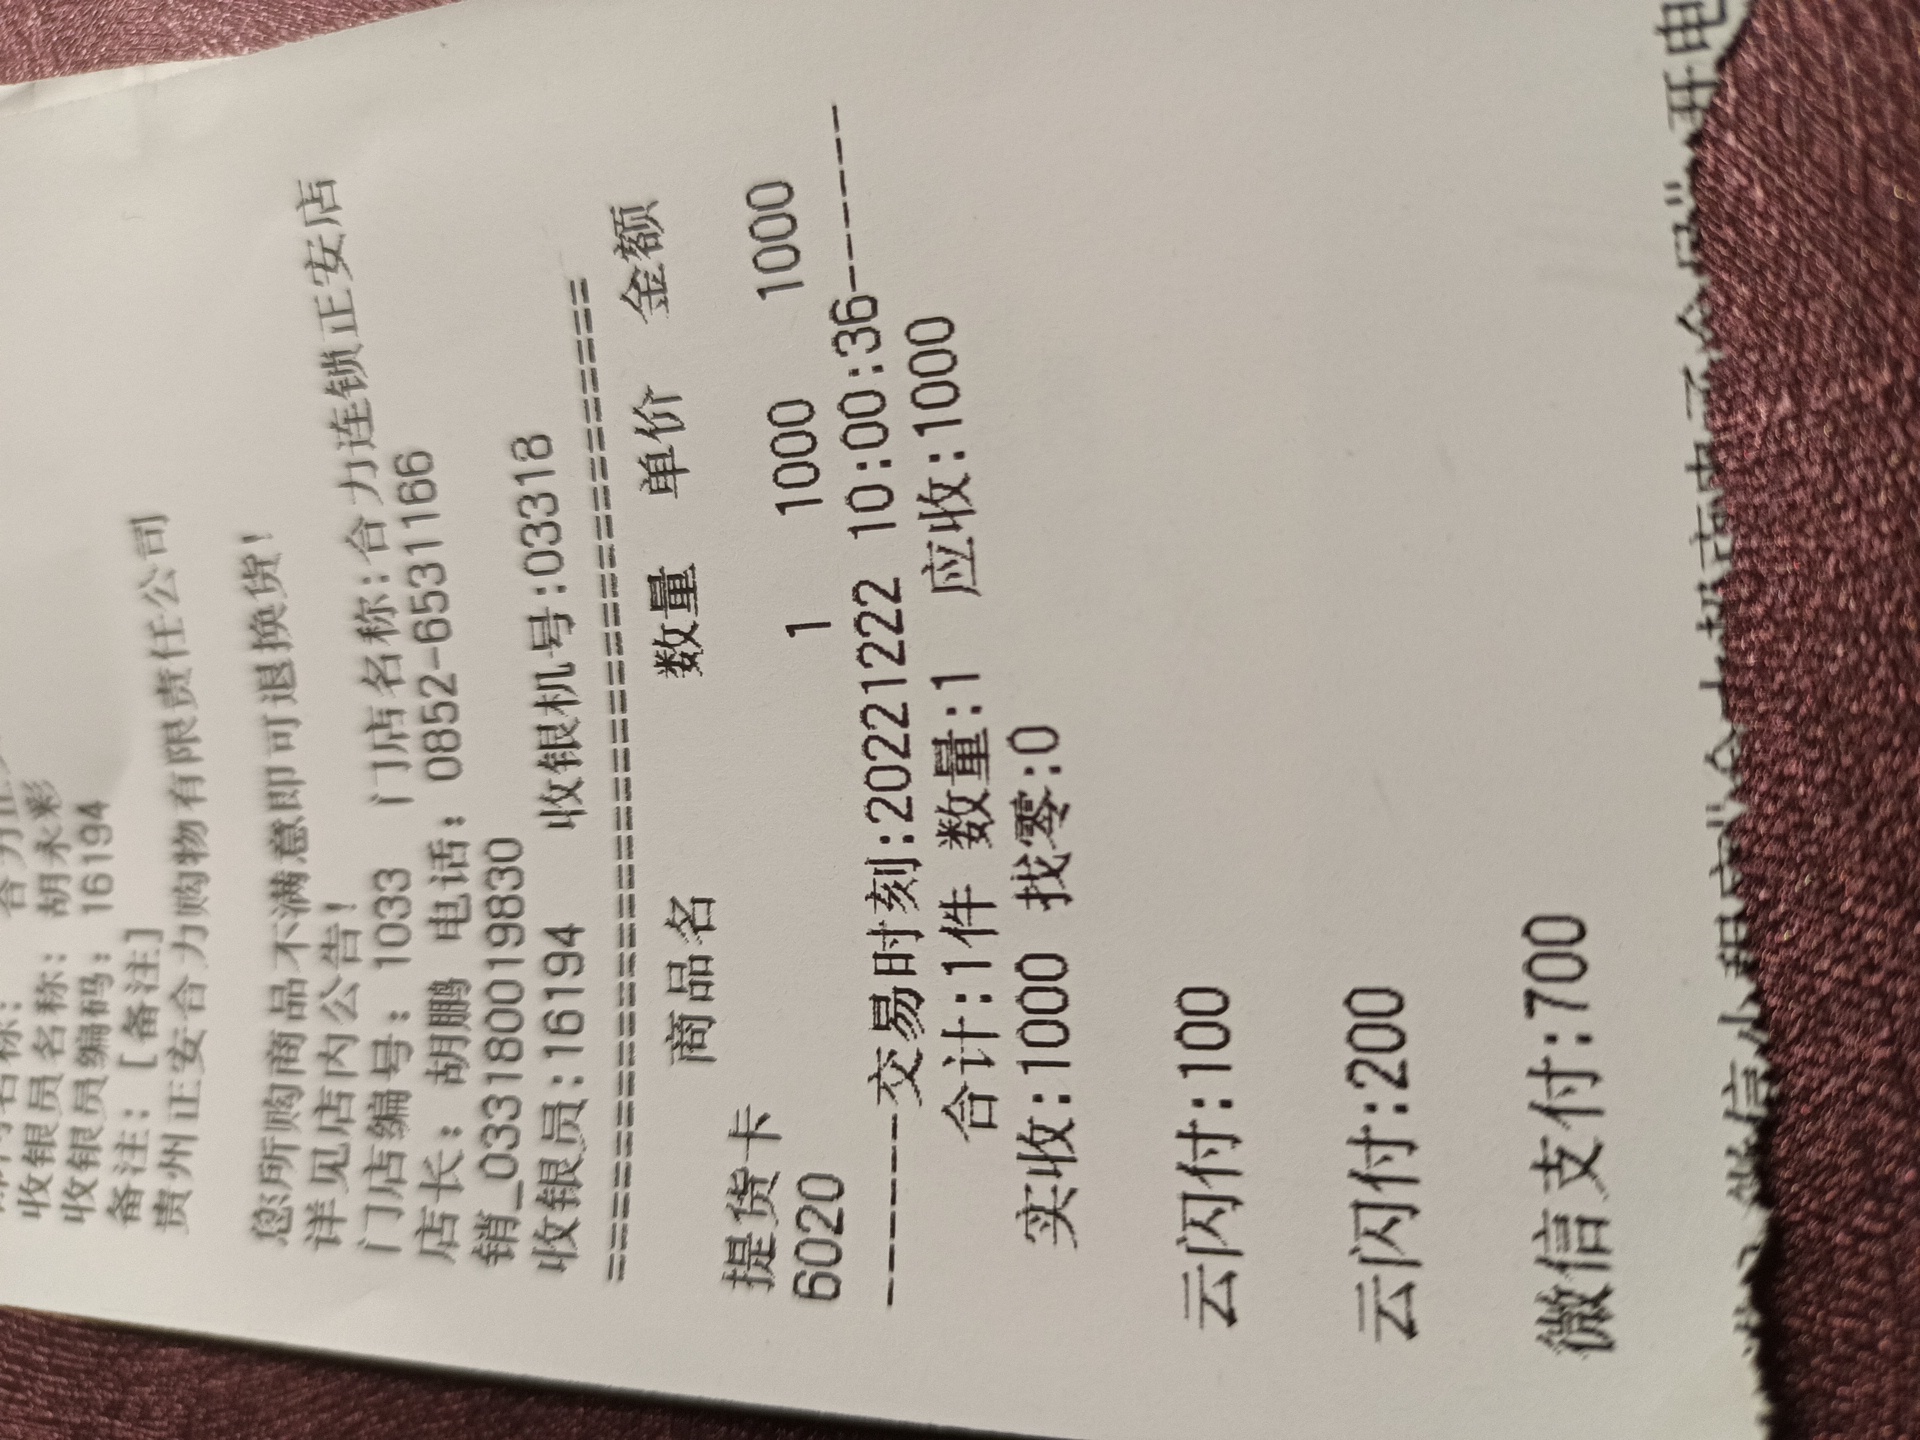 收银员名称: 胡永彩
收银员编码: 16194
备注: [备注]
贵州正安合力购物有限责任公司
您所购商品不满意即可退换货!
详见店内公告!
门店编号: 1033 门店名称:合力连锁正安店
店长: 胡鹏 电话: 0852-6531166
销_033180019830
收银员:16194 收银机号:03318
==========================================
商品名 数量 单价 金额
提货卡
6020 1 1000 1000
--------交易时刻:20221222 10:00:36--------
合计:1件 数量:1 应收:1000
实收:1000 找零:0
云闪付:100
云闪付:200
微信支付:700